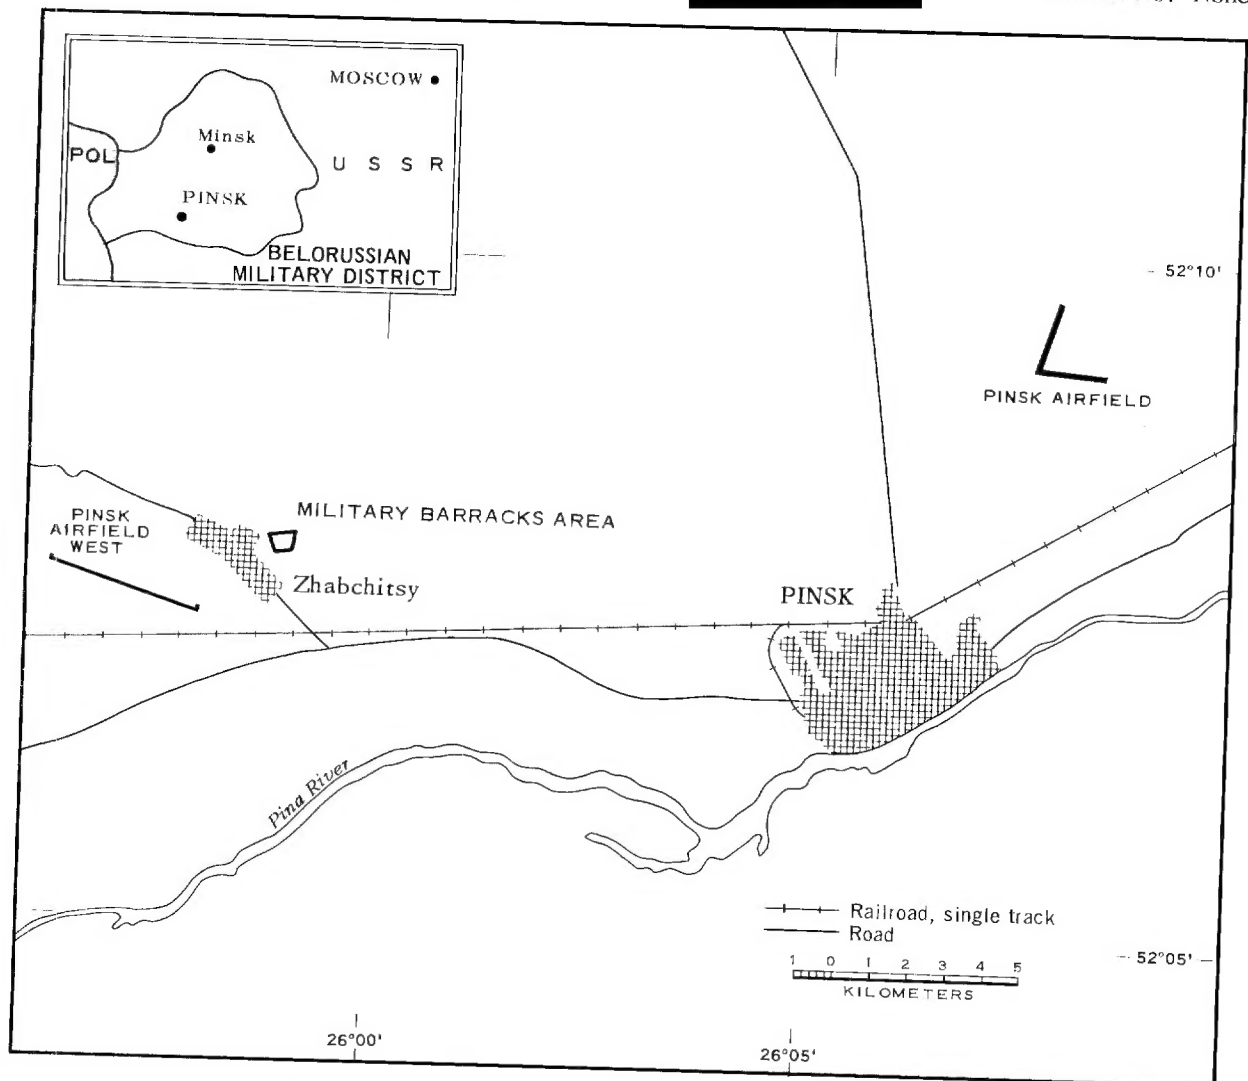 None
MOSCOW
Minsk
POL
U S S R
PINSK
BELORUSSIAN
MILITARY DISTRICT
52°10'
PINSK AIRFIELD
MILITARY BARRACKS AREA
PINSK
AIRFIELD
WEST
Zhabchitsy
PINSK
Pina River
Railroad, single track
Road
52°05'
1 0 1 2 3 4 5
KILOMETERS
26°00'
26°05'